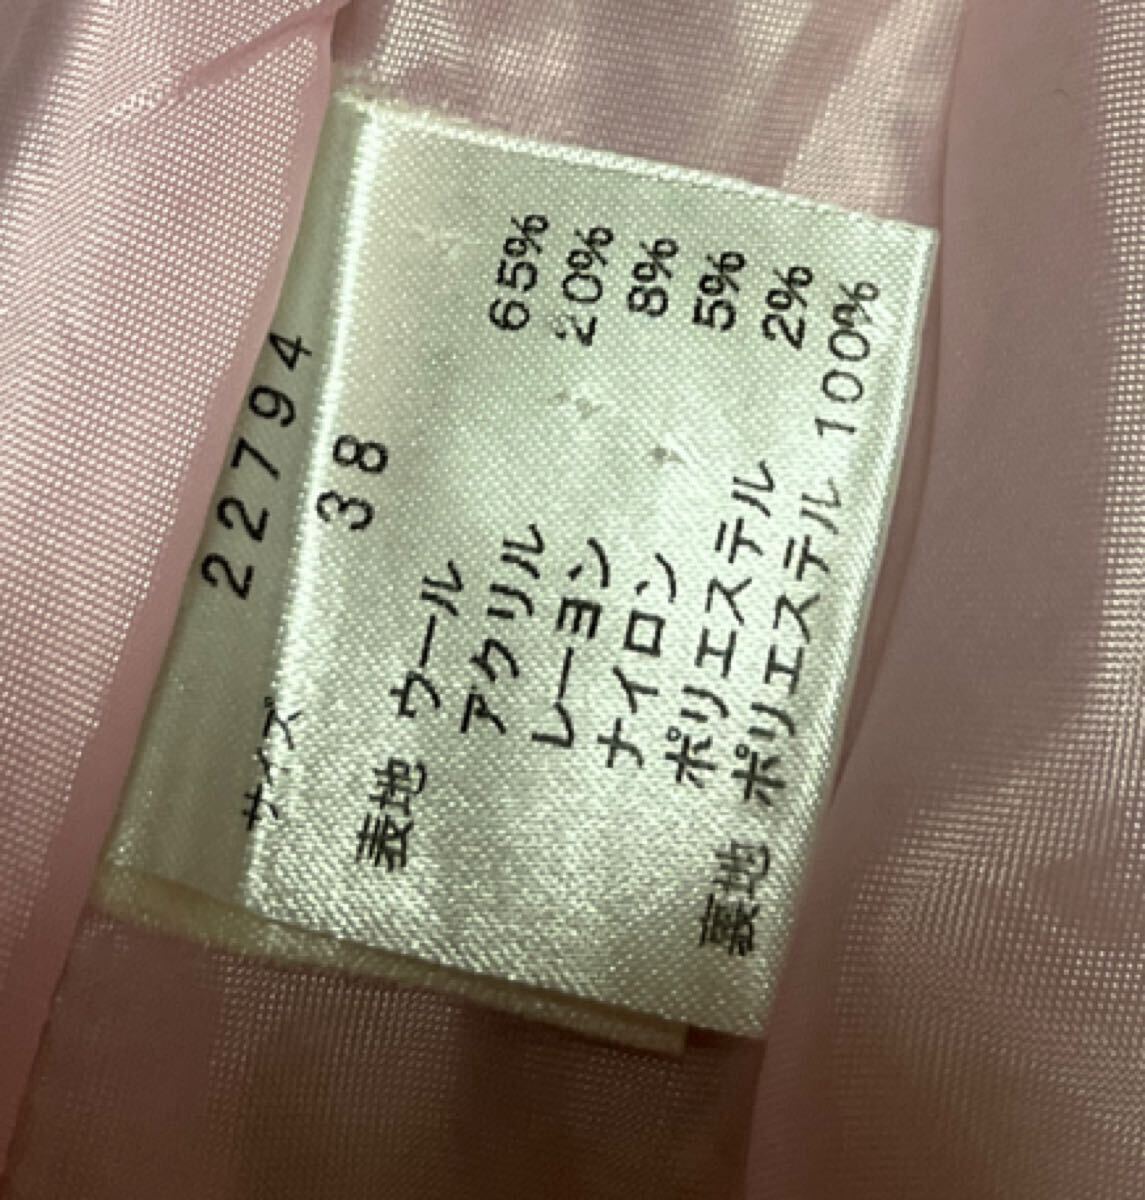 22794
サイズ 38
表地 ウール 65%
アクリル 20%
レーヨン 8%
ナイロン 5%
ポリエステル 2%
裏地 ポリエステル 100%